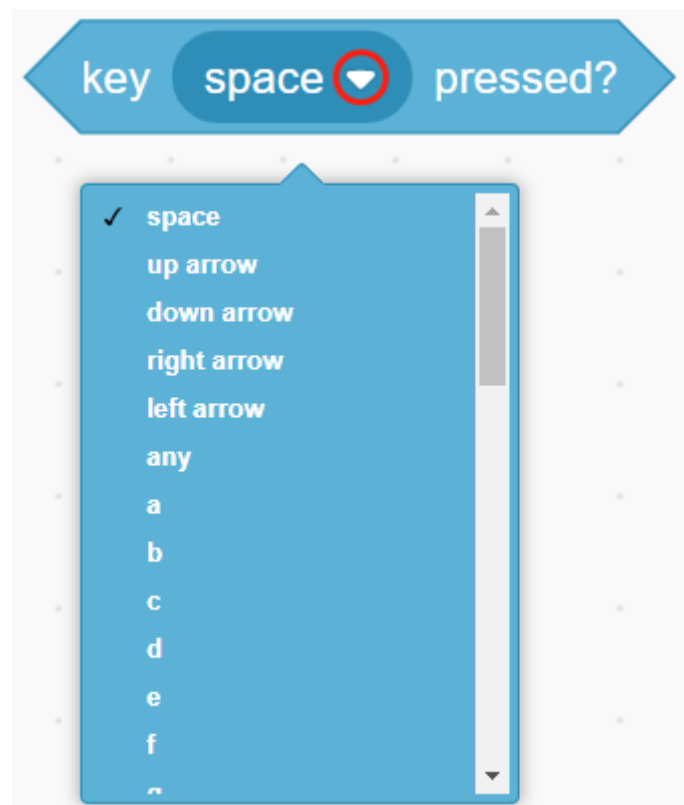 key space pressed?
✓ space
up arrow
down arrow
right arrow
left arrow
any
a
b
c
d
e
f